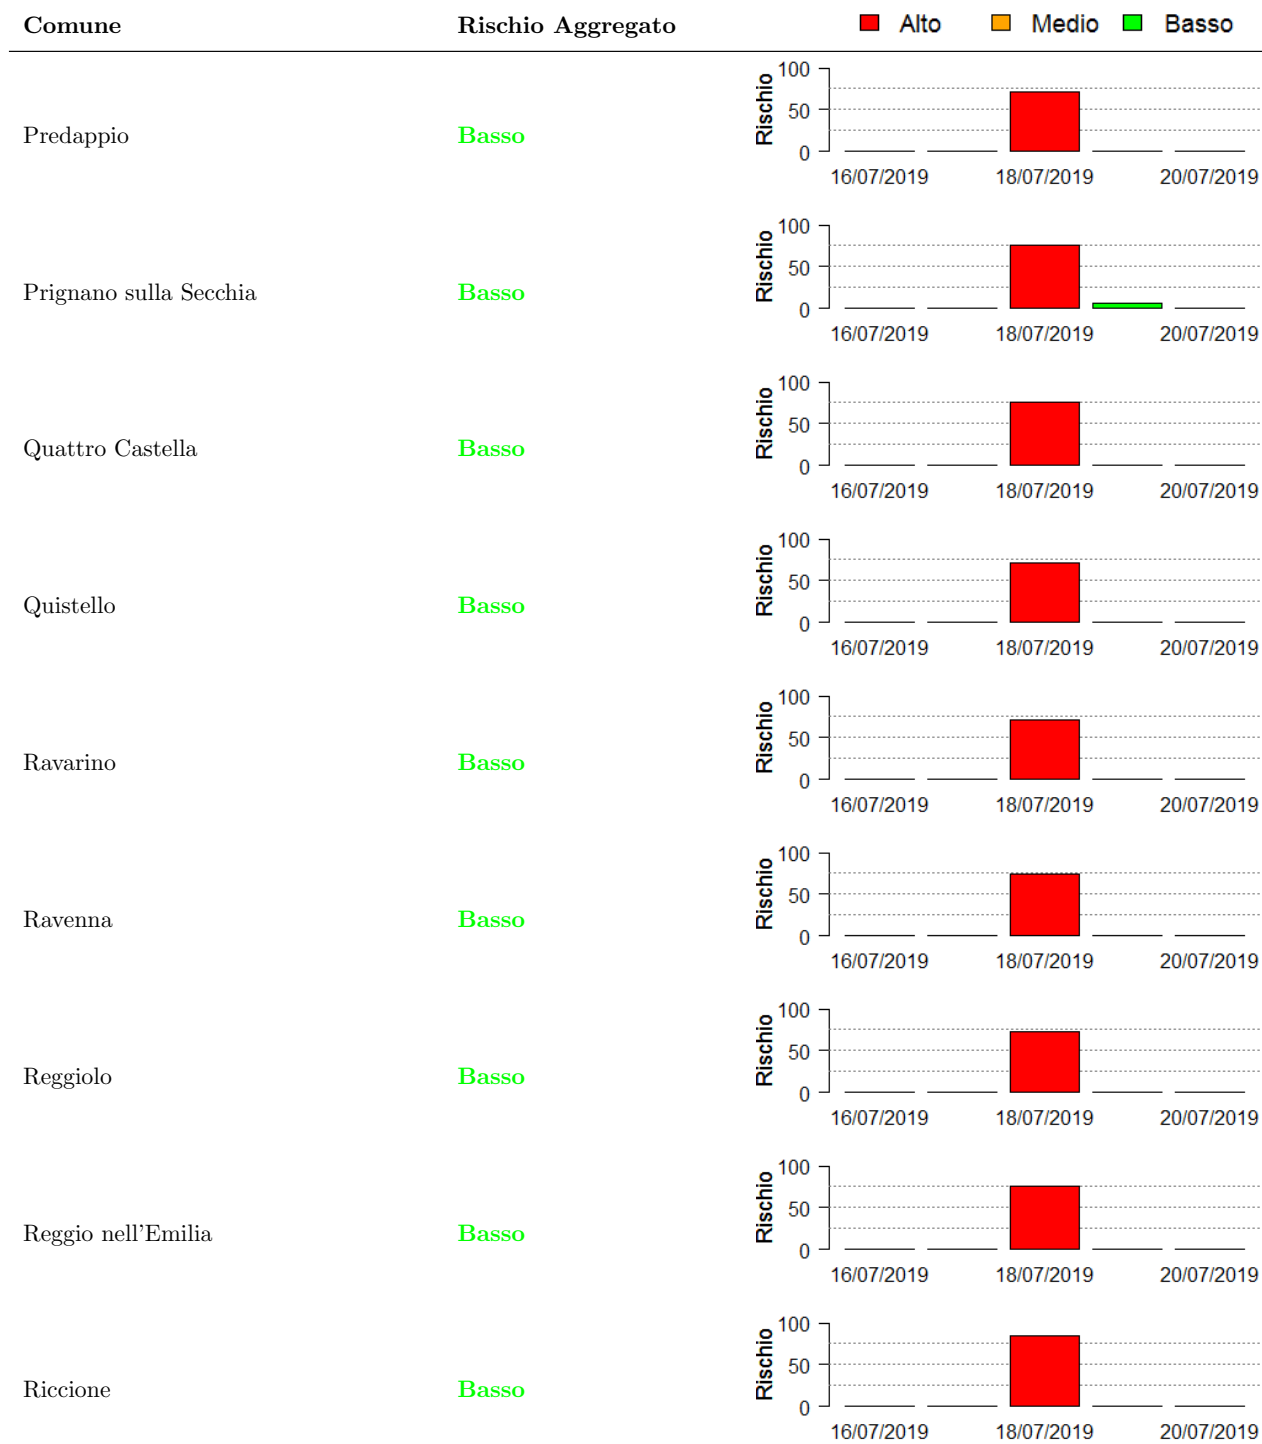 Comune Rischio Aggregato Alto Medio Basso
Predappio Basso
Rischio
100
50
0
16/07/2019 18/07/2019 20/07/2019
Prignano sulla Secchia Basso
Rischio
100
50
0
16/07/2019 18/07/2019 20/07/2019
Quattro Castella Basso
Rischio
100
50
0
16/07/2019 18/07/2019 20/07/2019
Quistello Basso
Rischio
100
50
0
16/07/2019 18/07/2019 20/07/2019
Ravarino Basso
Rischio
100
50
0
16/07/2019 18/07/2019 20/07/2019
Ravenna Basso
Rischio
100
50
0
16/07/2019 18/07/2019 20/07/2019
Reggiolo Basso
Rischio
100
50
0
16/07/2019 18/07/2019 20/07/2019
Reggio nell'Emilia Basso
Rischio
100
50
0
16/07/2019 18/07/2019 20/07/2019
Riccione Basso
Rischio
100
50
0
16/07/2019 18/07/2019 20/07/2019